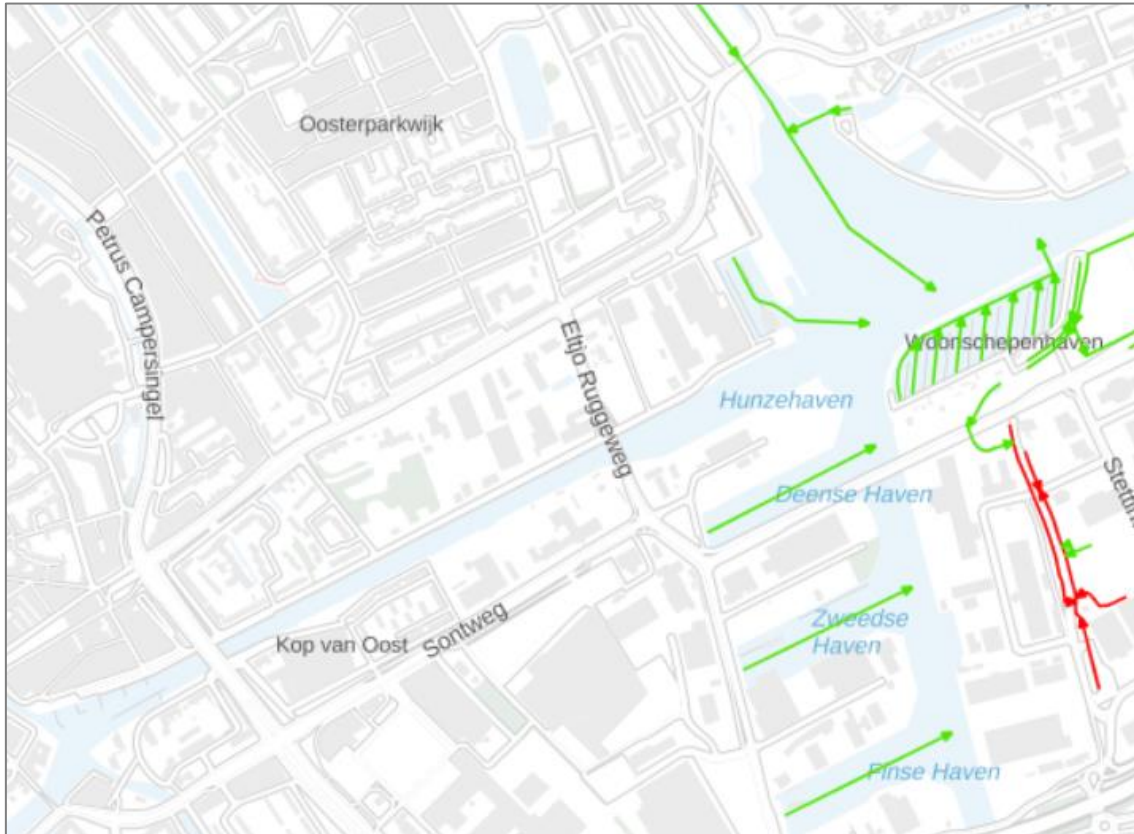 Oosterparkwijk
Petrus Campersingel
Eltjo Ruggeweg
Woonschepenhaven
Hunzehaven
Deense Haven
Zweedse
Haven
Kop van Oost
Sontweg
Finse Haven